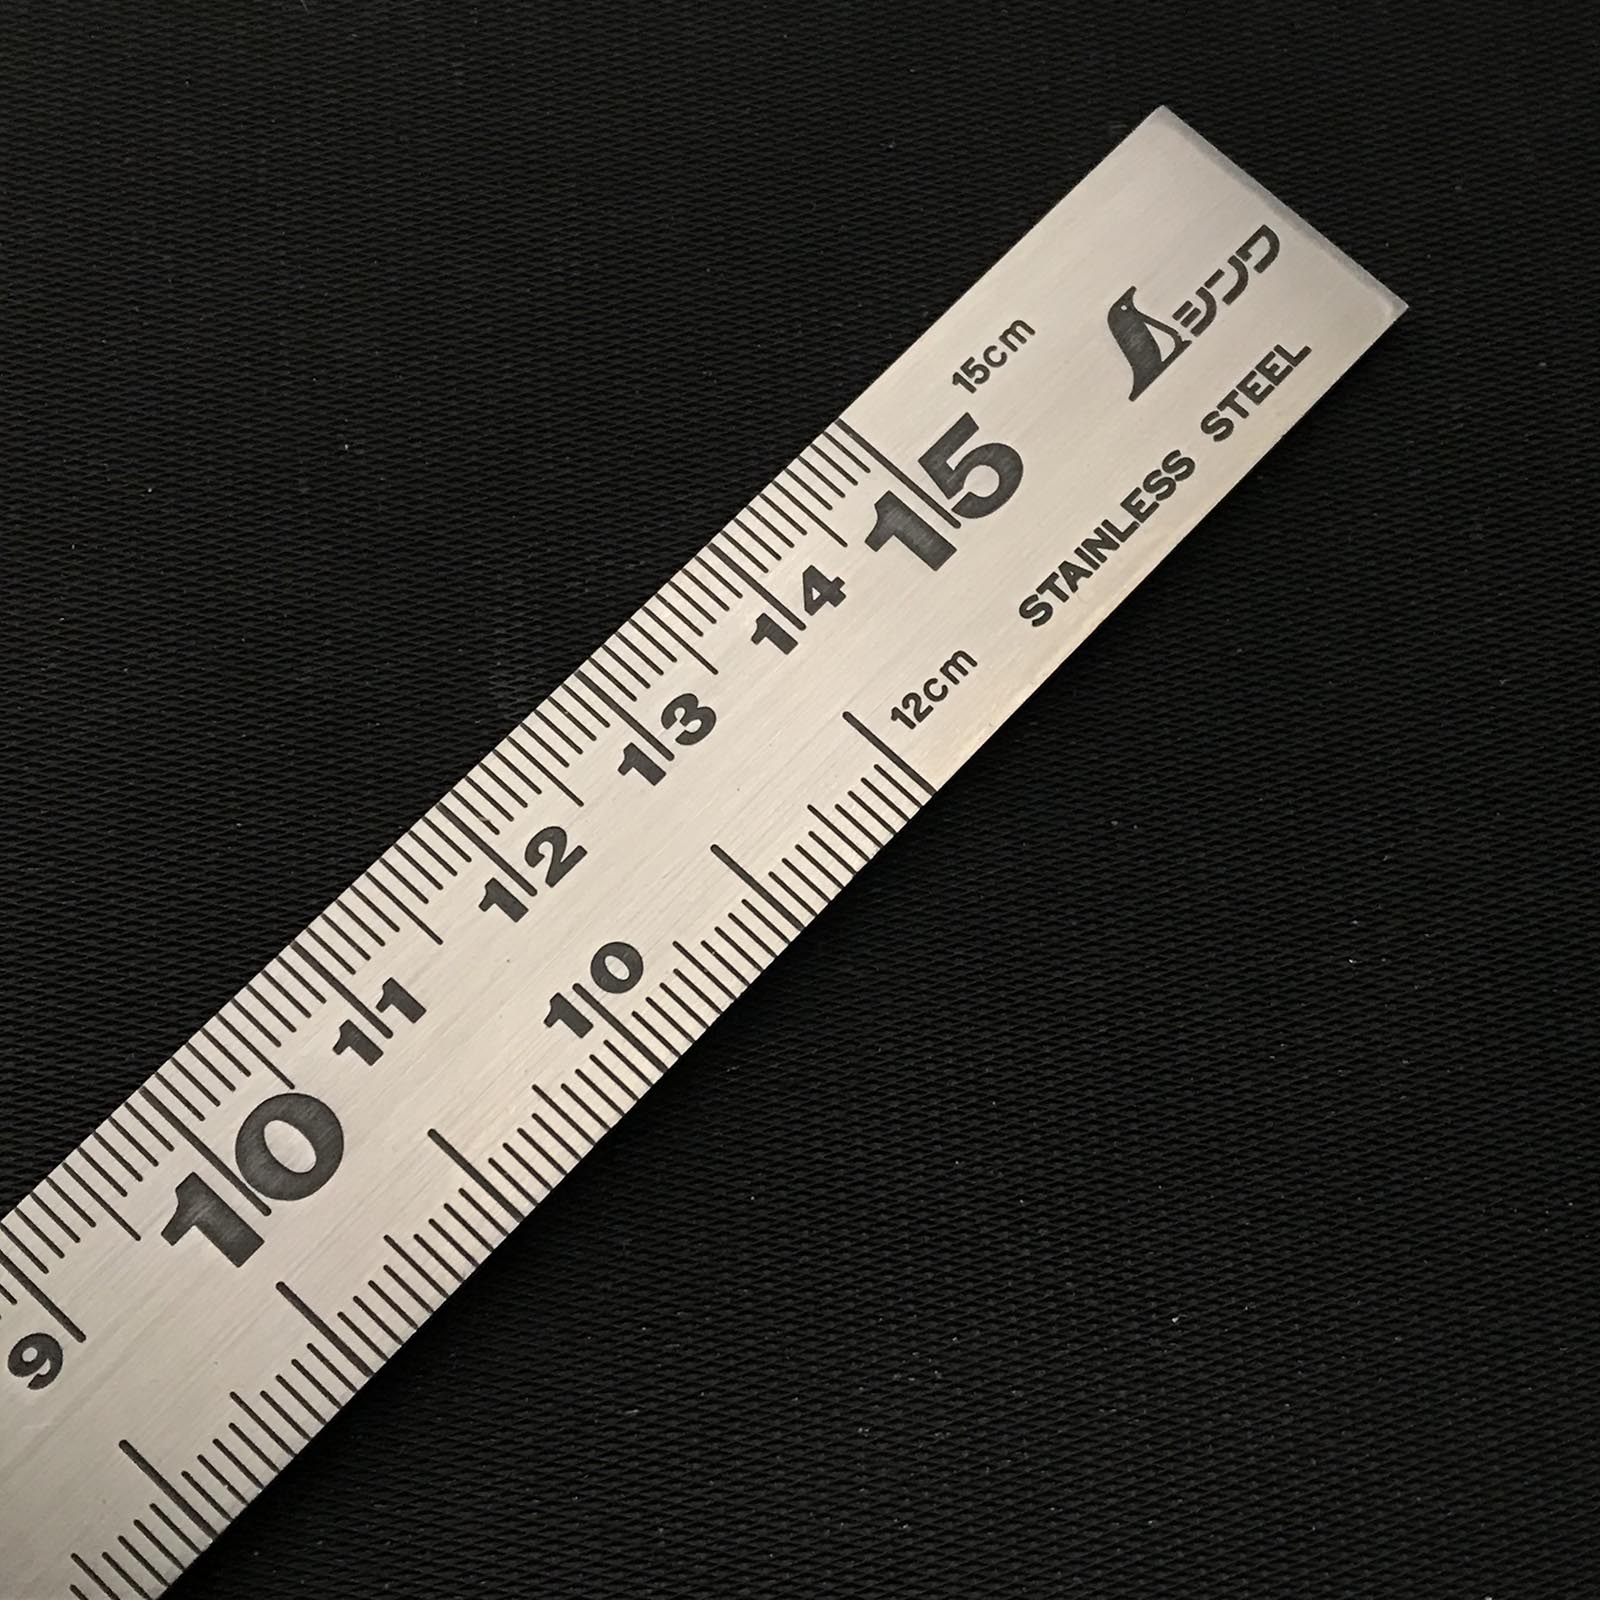 シンワ
STAINLESS STEEL
15cm
9 10 11 12 13 14 15
12cm
10